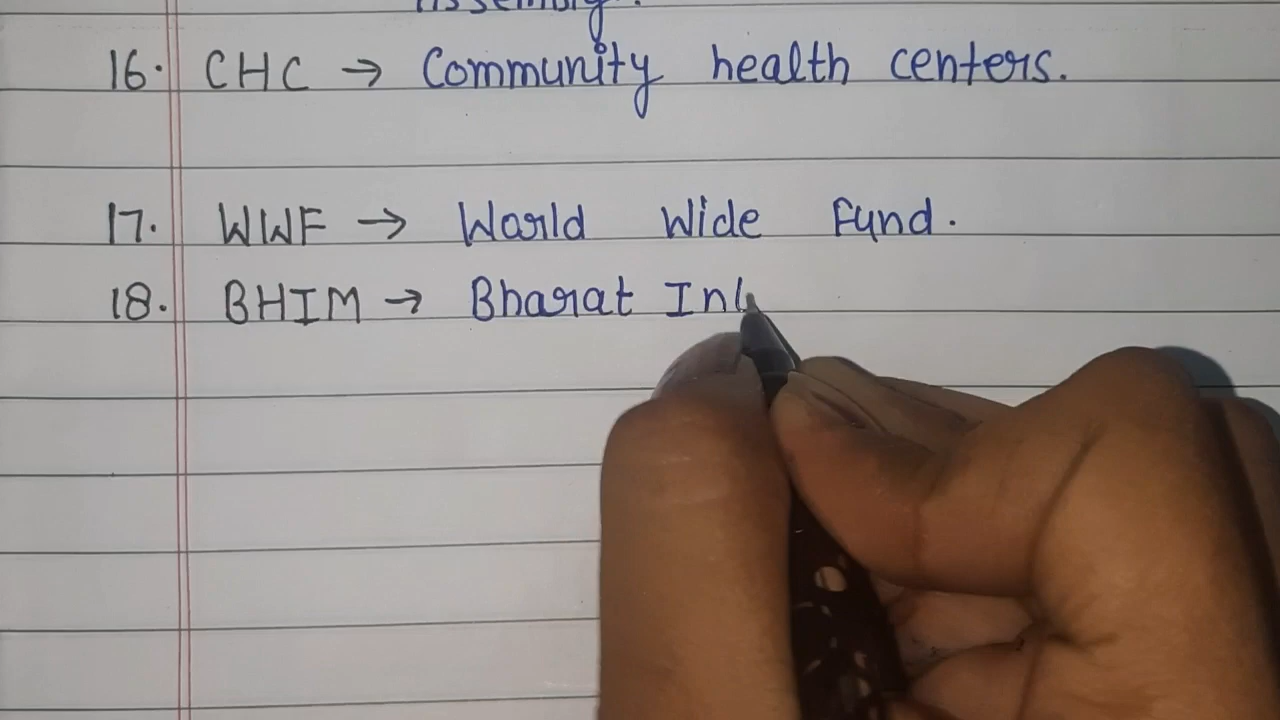 16. CHC → Community health centers.
17. WWF → World Wide Fund.
18. BHIM → Bharat In